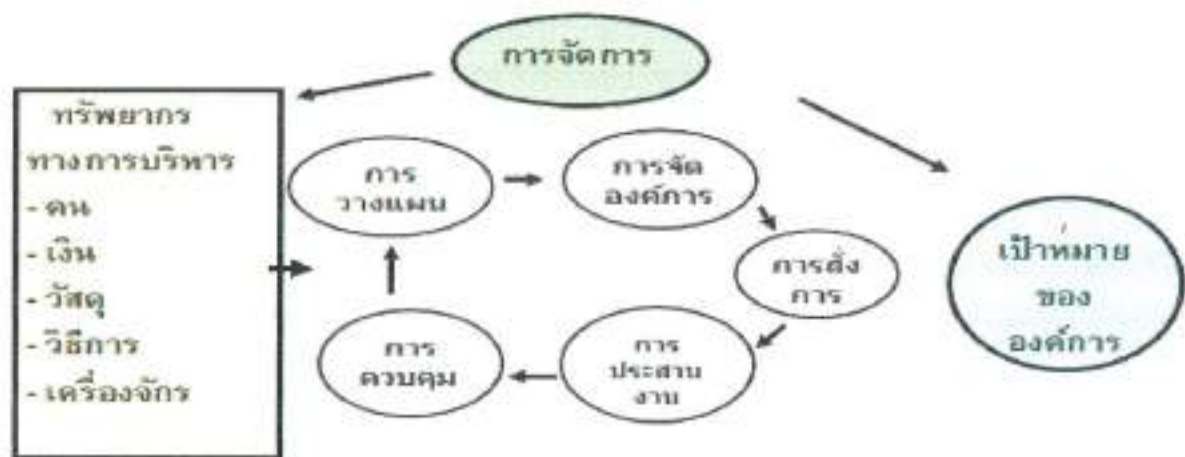 การจัดการ
ทรัพยากร
ทางการบริหาร
- คน
- เงิน
- วัสดุ
- วิธีการ
- เครื่องจักร
การ
วางแผน
การจัด
องค์การ
การสั่ง
การ
การ
ประสาน
งาน
การ
ควบคุม
เป้าหมาย
ของ
องค์การ